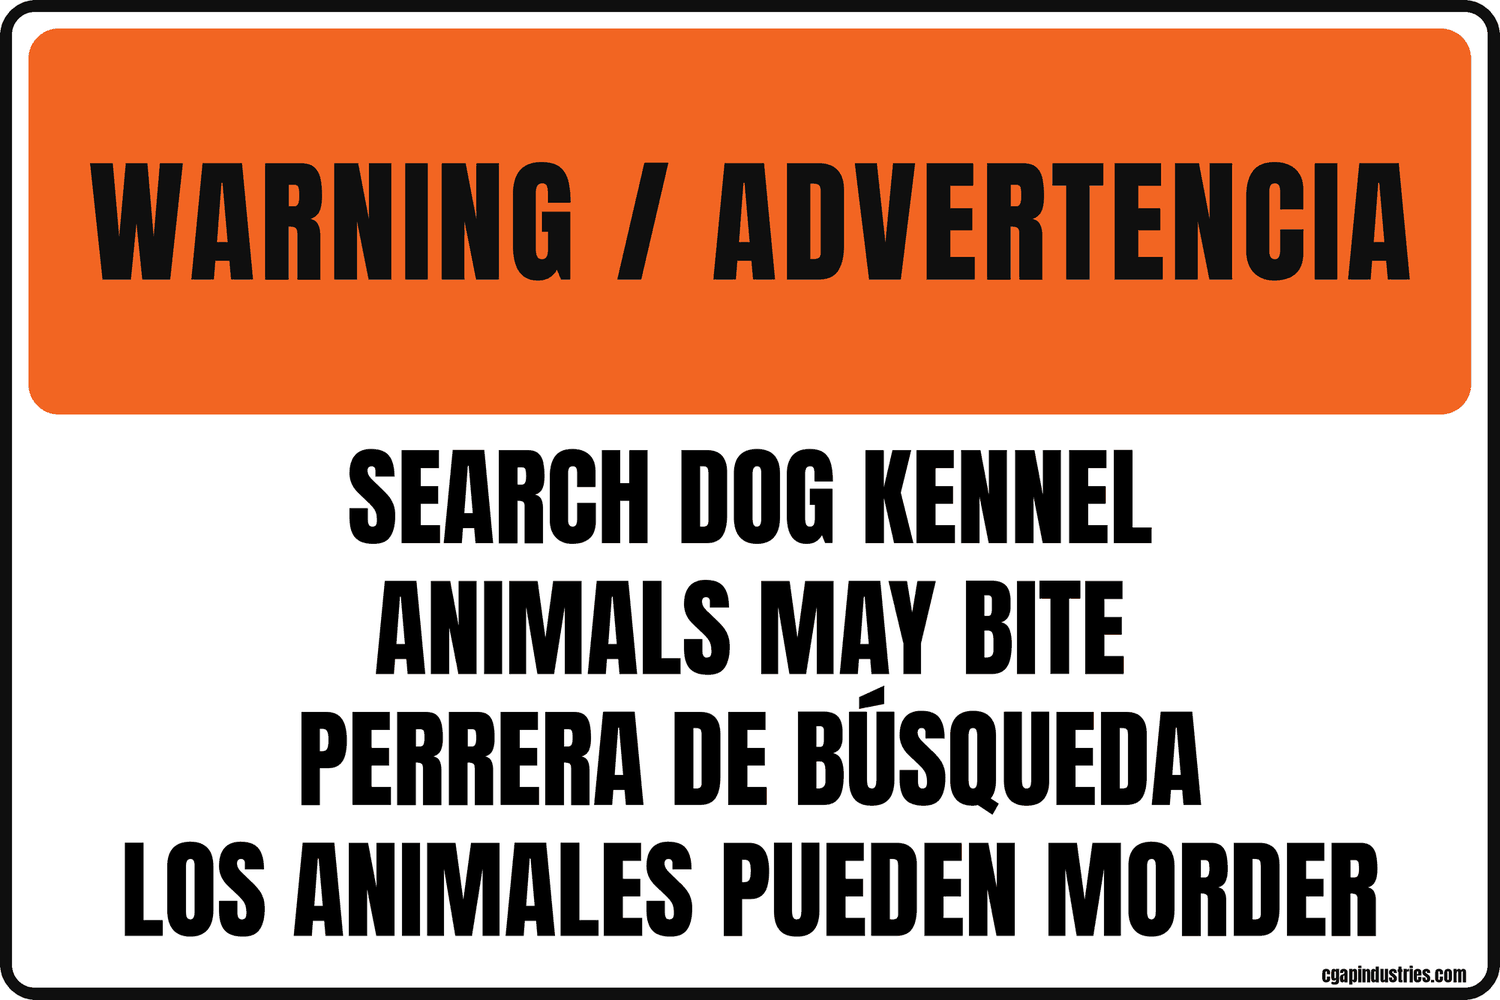 WARNING / ADVERTENCIA
SEARCH DOG KENNEL
ANIMALS MAY BITE
PERRERA DE BÚSQUEDA
LOS ANIMALES PUEDEN MORDER
cgapindustries.com